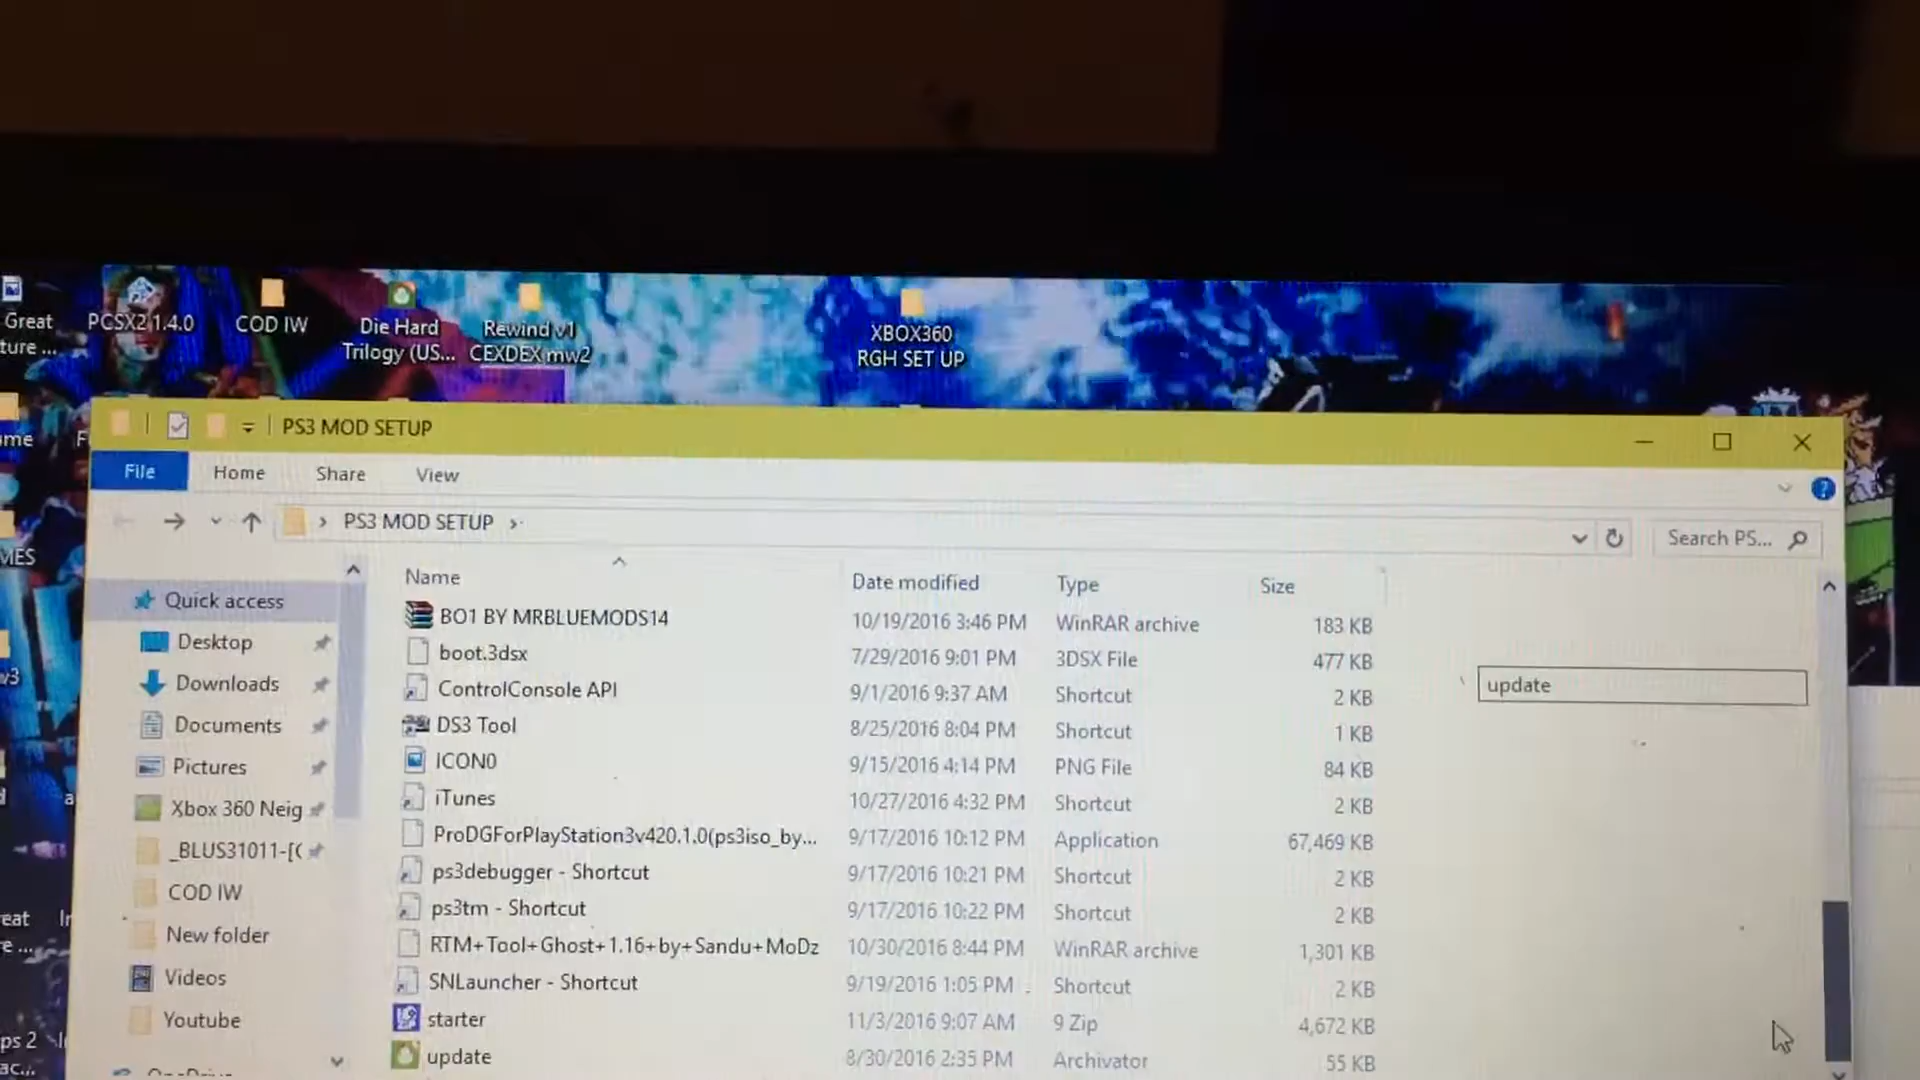 Great
ture ...
PCSX2 1.4.0
COD IW
Die Hard
Trilogy (US...
Rewind v1
CEXDEX mw2
XBOX360
RGH SET UP
PS3 MOD SETUP
File
Home
Share
View
PS3 MOD SETUP
Search PS...
Name
Date modified
Type
Size
Quick access
Desktop
Downloads
Documents
Pictures
Xbox 360 Neig
_BLUS31011-[(
COD IW
New folder
Videos
Youtube
BO1 BY MRBLUEMODS14 10/19/2016 3:46 PM WinRAR archive 183 KB
boot.3dsx 7/29/2016 9:01 PM 3DSX File 477 KB
ControlConsole API 9/1/2016 9:37 AM Shortcut 2 KB
DS3 Tool 8/25/2016 8:04 PM Shortcut 1 KB
ICON0 9/15/2016 4:14 PM PNG File 84 KB
iTunes 10/27/2016 4:32 PM Shortcut 2 KB
ProDGForPlayStation3v420.1.0(ps3iso_by... 9/17/2016 10:12 PM Application 67,469 KB
ps3debugger - Shortcut 9/17/2016 10:21 PM Shortcut 2 KB
ps3tm - Shortcut 9/17/2016 10:22 PM Shortcut 2 KB
RTM+Tool+Ghost+1.16+by+Sandu+MoDz 10/30/2016 8:44 PM WinRAR archive 1,301 KB
SNLauncher - Shortcut 9/19/2016 1:05 PM Shortcut 2 KB
starter 11/3/2016 9:07 AM 9 Zip 4,672 KB
update 8/30/2016 2:35 PM Archivator 55 KB
update